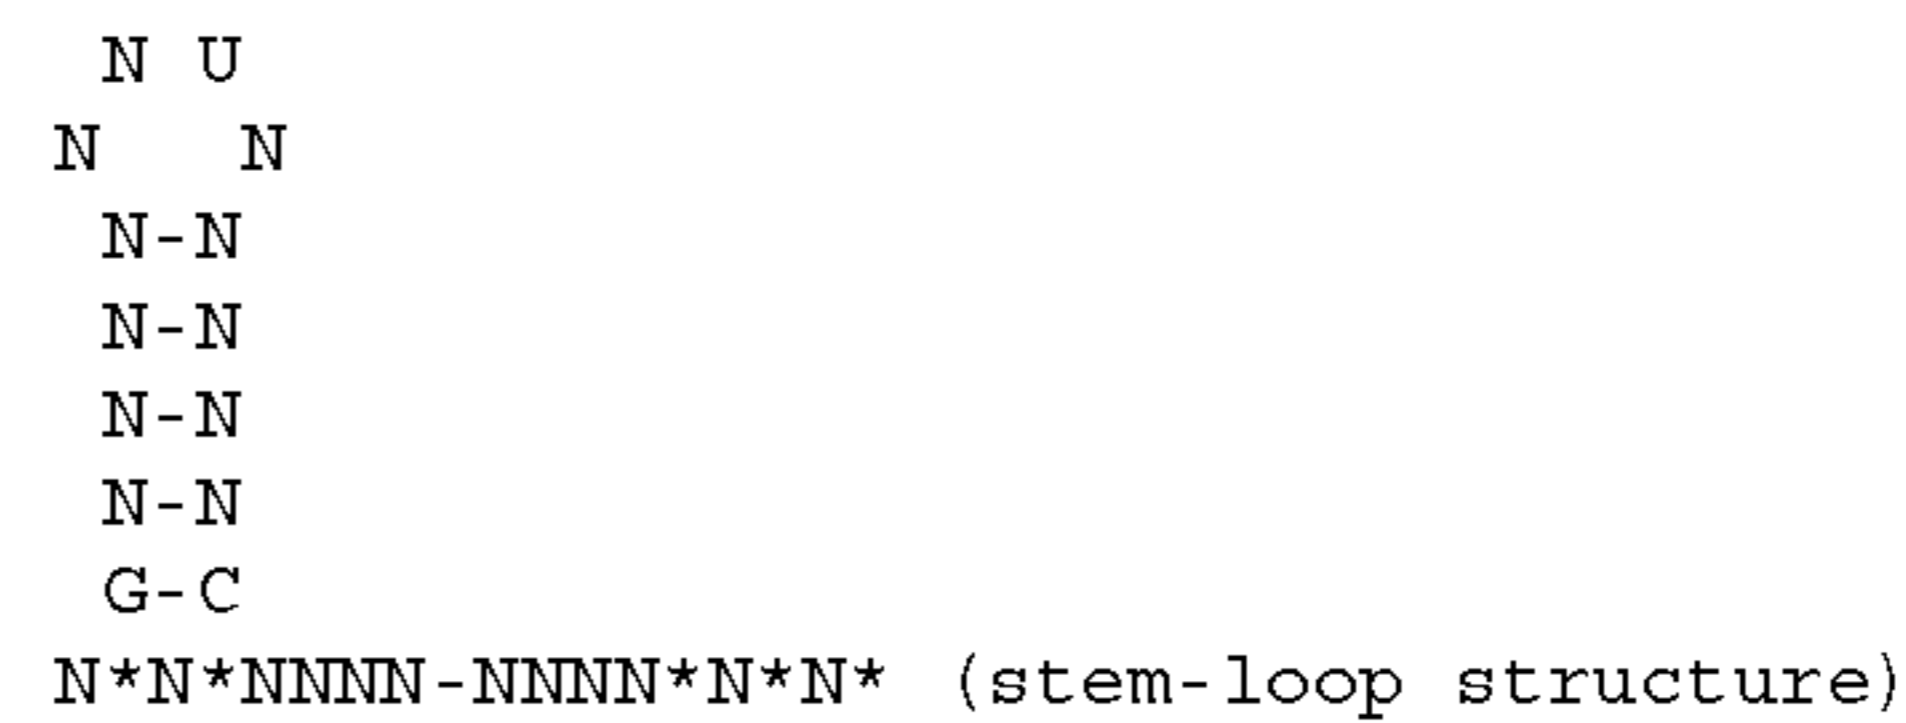 N U
N   N
N-N
N-N
N-N
N-N
G-C
N*N*NNNN-NNNN*N*N* (stem-loop structure)